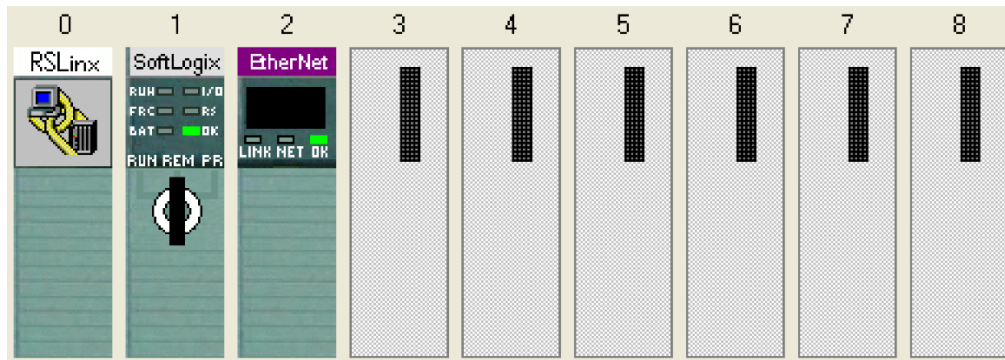 0 1 2 3 4 5 6 7 8
RSLinx SoftLogix EtherNet
RUN I/O
FRC RS
BAT OK
LINK NET OK
RUN REM PR